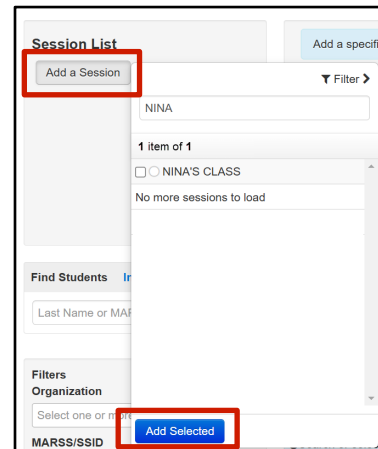 Session List
Add a specifi
Add a Session
Filter
NINA
1 item of 1
NINA'S CLASS
No more sessions to load
Find Students In
Last Name or MAR
Filters
Organization
Select one or more
Add Selected
MARSS/SSID